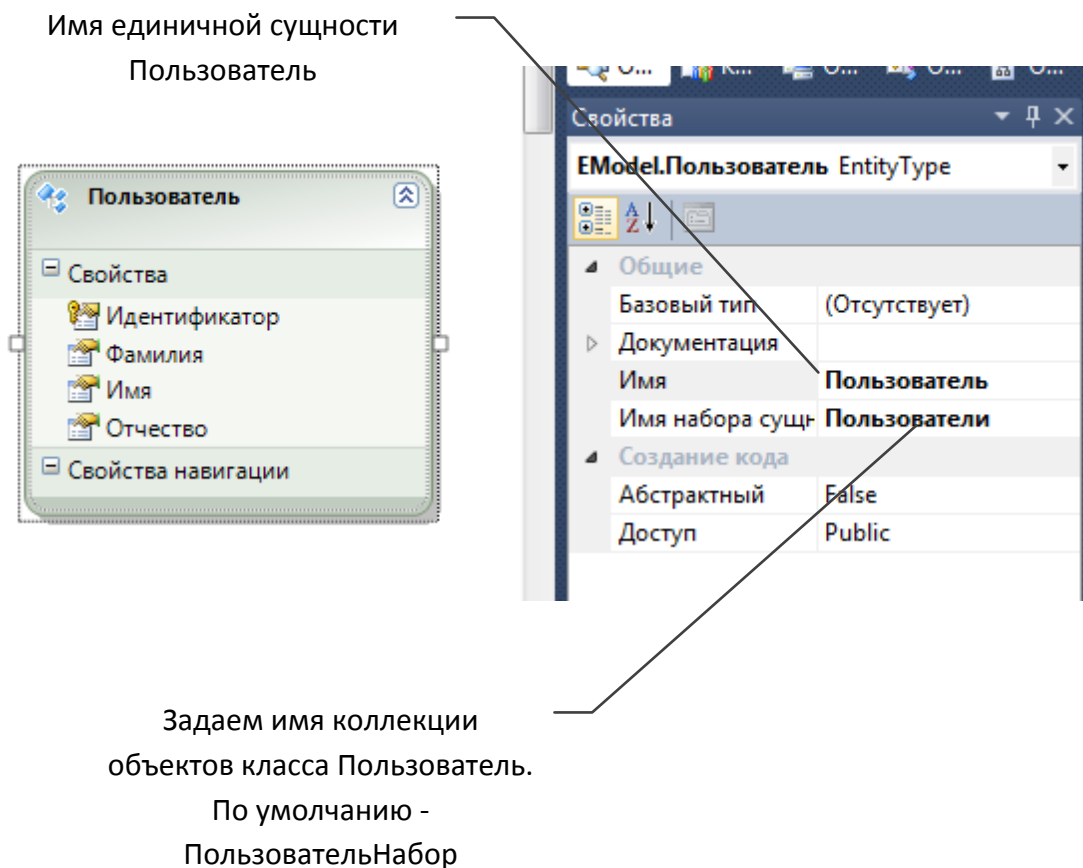 Имя единичной сущности
Пользователь
Свойства
EModel.Пользователь EntityType
Общие
Базовый тип (Отсутствует)
Документация
Имя Пользователь
Имя набора сущн Пользователи
Создание кода
Абстрактный False
Доступ Public
Пользователь
Свойства
Идентификатор
Фамилия
Имя
Отчество
Свойства навигации
Задаем имя коллекции
объектов класса Пользователь.
По умолчанию -
ПользовательНабор